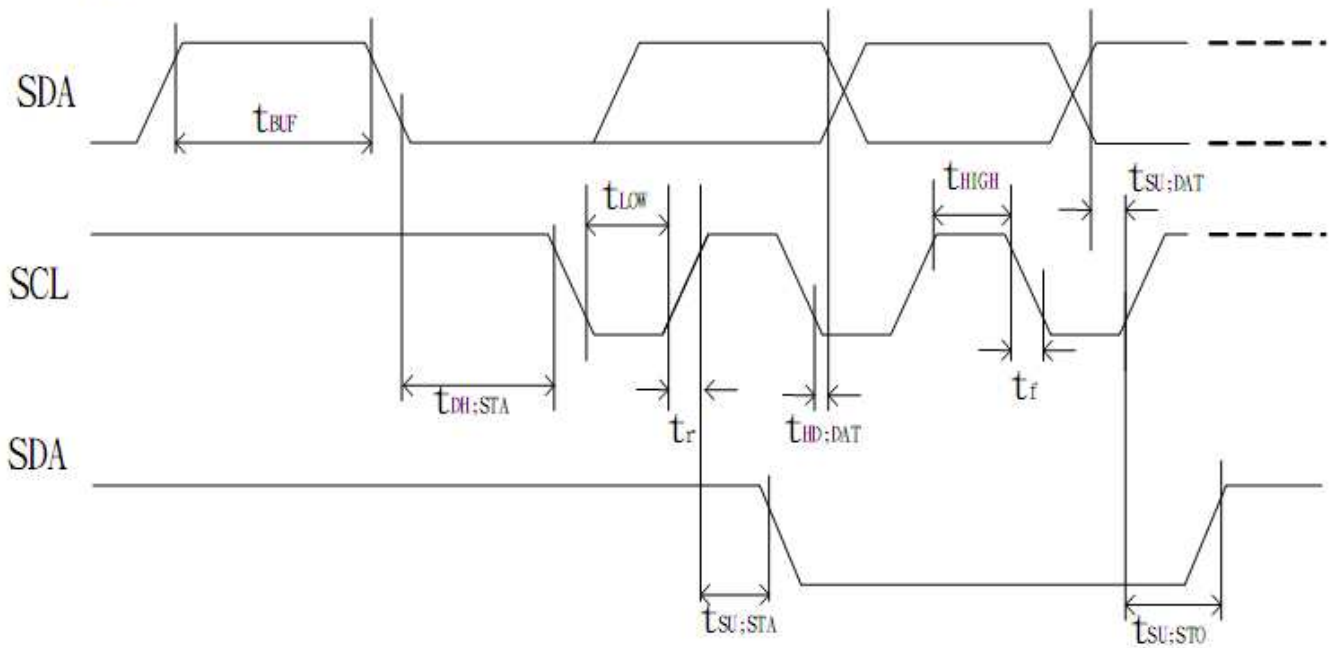 SDA
tBUF
tLOW
tHIGH
tSU;DAT
SCL
tDH;STA
tr
tHD;DAT
tf
SDA
tSU;STA
tSU;STO